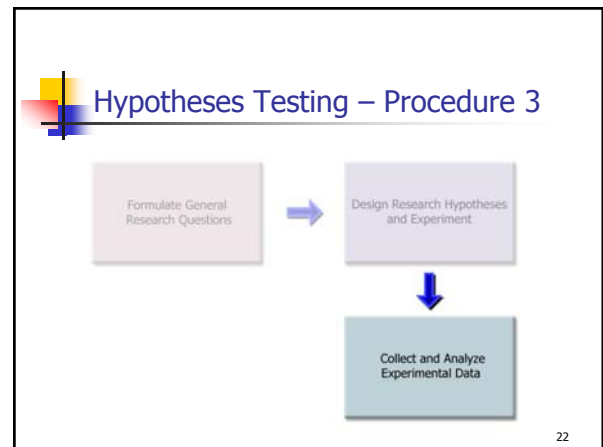 Hypotheses Testing – Procedure 3
Formulate General
Research Questions
Design Research Hypotheses
and Experiment
Collect and Analyze
Experimental Data
22